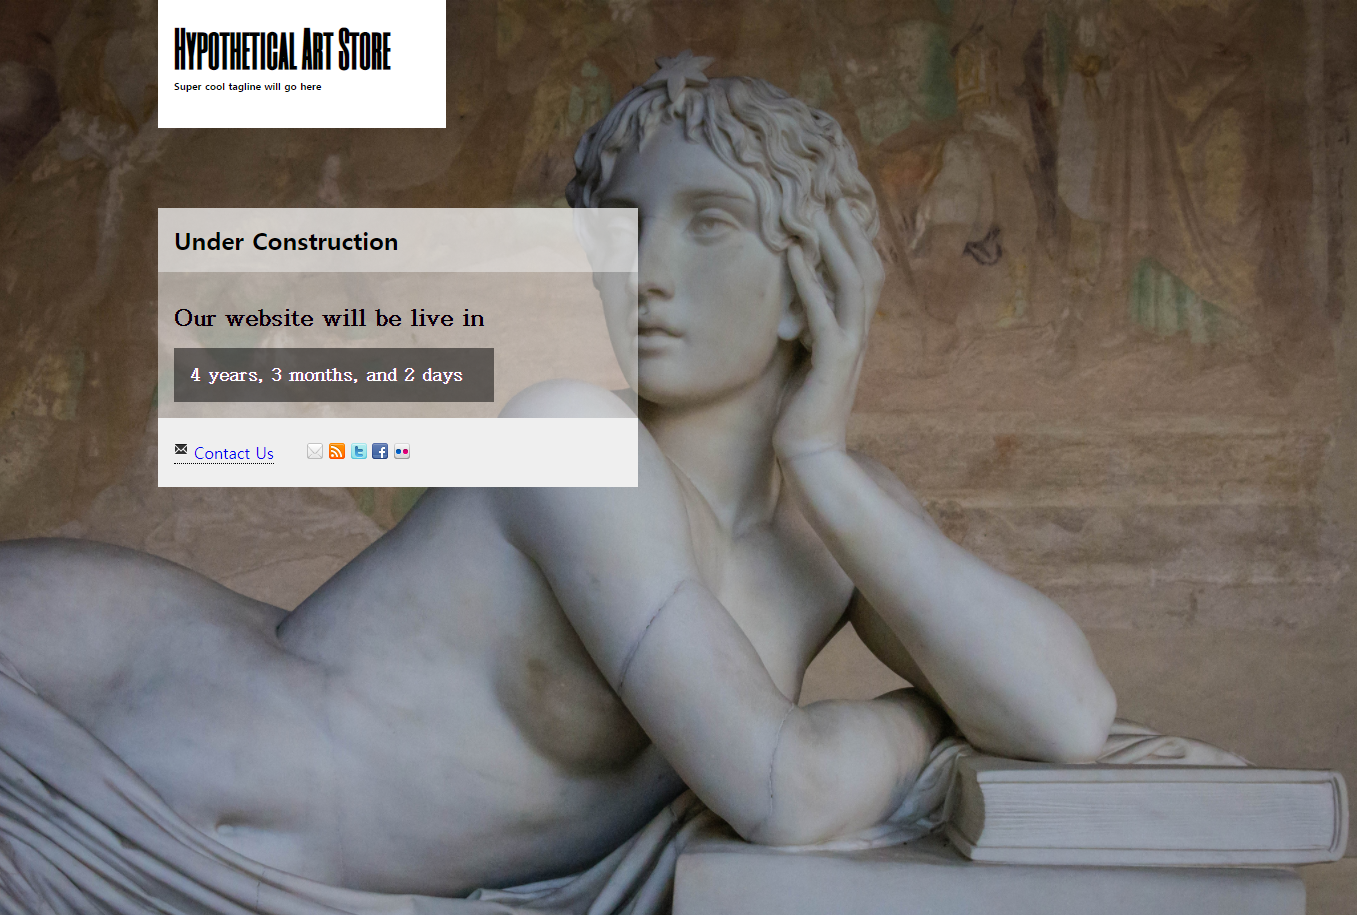 Hypothetical Art Store
Super cool tagline will go here
Under Construction
Our website will be live in
4 years, 3 months, and 2 days
Contact Us